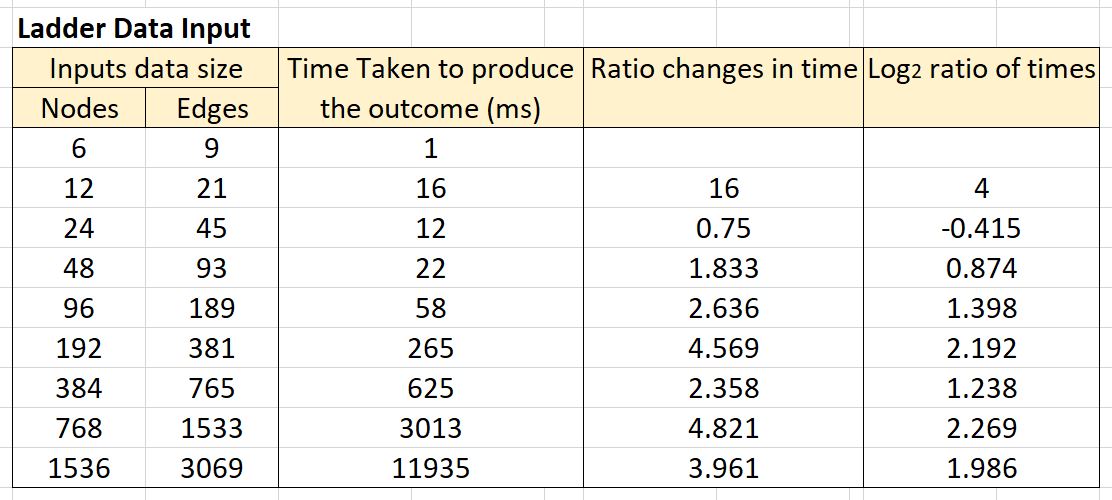 Ladder Data Input
Inputs data size Time Taken to produce the outcome (ms) Ratio changes in time Log2 ratio of times
Nodes Edges
6 9 1
12 21 16 16 4
24 45 12 0.75 -0.415
48 93 22 1.833 0.874
96 189 58 2.636 1.398
192 381 265 4.569 2.192
384 765 625 2.358 1.238
768 1533 3013 4.821 2.269
1536 3069 11935 3.961 1.986